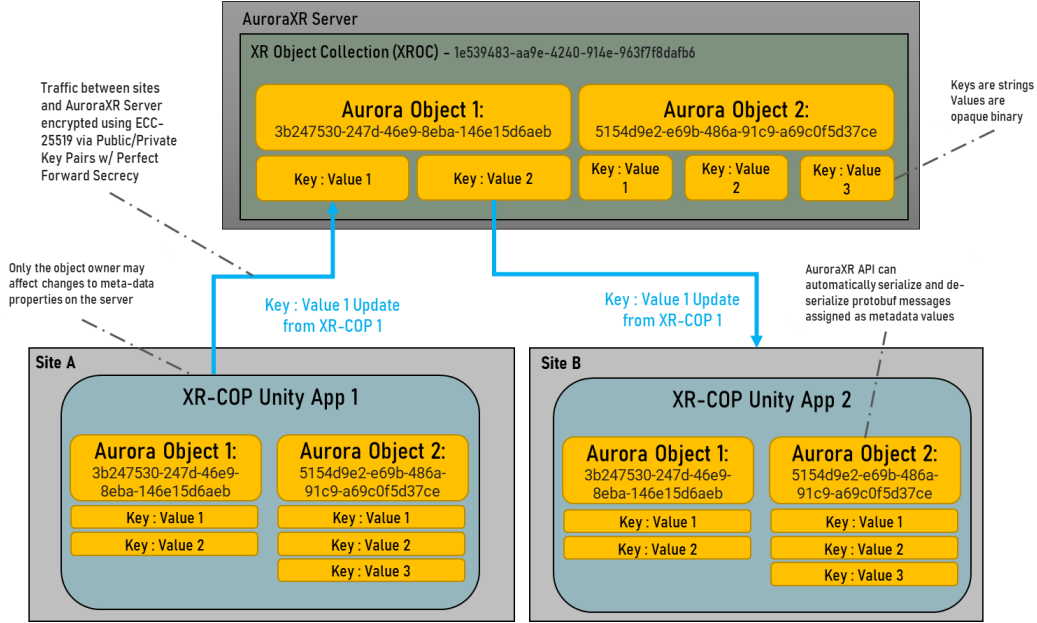 AuroraXR Server
XR Object Collection (XROC) - 1e539483-aa9e-4240-914e-963f7f8dafb6
Aurora Object 1:
3b247530-247d-46e9-8eba-146e15d6aeb
Aurora Object 2:
5154d9e2-e69b-486a-91c9-a69c0f5d37ce
Key : Value 1
Key : Value 2
Key : Value
1
Key : Value
2
Key : Value
3
Traffic between sites
and AuroraXR Server
encrypted using ECC-
25519 via Public/Private
Key Pairs w/ Perfect
Forward Secrecy
Keys are strings
Values are
opaque binary
Only the object owner may
affect changes to meta-data
properties on the server
Key : Value 1 Update
from XR-COP 1
Key : Value 1 Update
from XR-COP 1
AuroraXR API can
automatically serialize and de-
serialize protobuf messages
assigned as metadata values
Site A
XR-COP Unity App 1
Aurora Object 1:
3b247530-247d-46e9-
8eba-146e15d6aeb
Key : Value 1
Key : Value 2
Aurora Object 2:
5154d9e2-e69b-486a-
91c9-a69c0f5d37ce
Key : Value 1
Key : Value 2
Key : Value 3
Site B
XR-COP Unity App 2
Aurora Object 1:
3b247530-247d-46e9-
8eba-146e15d6aeb
Key : Value 1
Key : Value 2
Aurora Object 2:
5154d9e2-e69b-486a-
91c9-a69c0f5d37ce
Key : Value 1
Key : Value 2
Key : Value 3